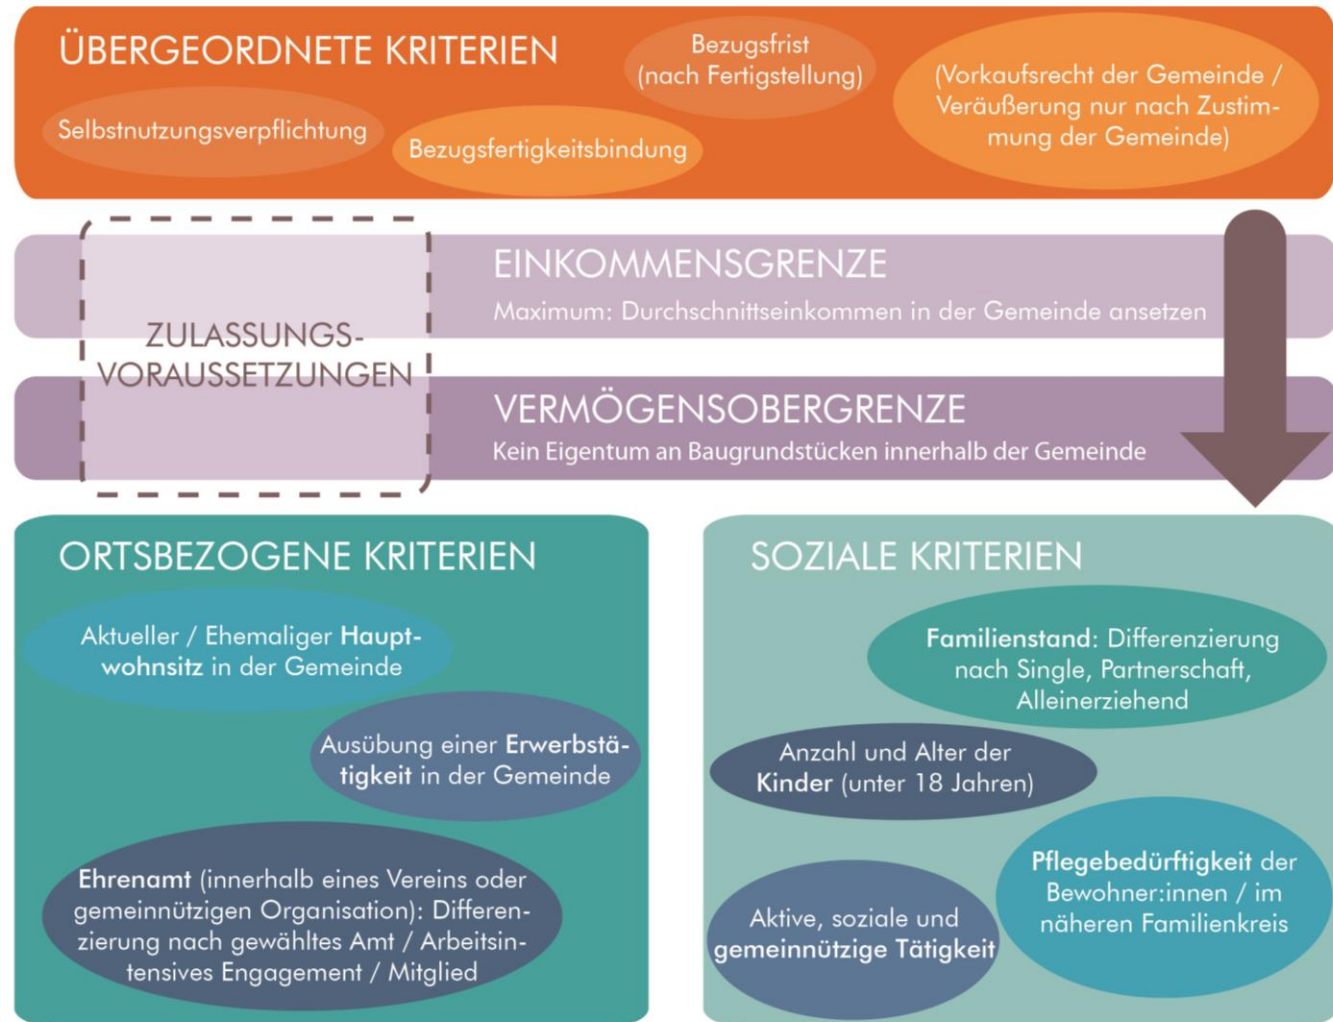 ÜBERGEORDNETE KRITERIEN
Selbstnutzungsverpflichtung
Bezugsfertigkeitsbindung
Bezugsfrist
(nach Fertigstellung)
(Vorkaufsrecht der Gemeinde /
Veräußerung nur nach Zustim-
mung der Gemeinde)
ZULASSUNGS-
VORAUSSETZUNGEN
EINKOMMENSGRENZE
Maximum: Durchschnittseinkommen in der Gemeinde ansetzen
VERMÖGENSOBERGRENZE
Kein Eigentum an Baugrundstücken innerhalb der Gemeinde
ORTSBEZOGENE KRITERIEN
Aktueller / Ehemaliger Haupt-
wohnsitz in der Gemeinde
Ausübung einer Erwerbstä-
tigkeit in der Gemeinde
Ehrenamt (innerhalb eines Vereins oder
gemeinnützigen Organisation): Differen-
zierung nach gewähltes Amt / Arbeitsin-
tensives Engagement / Mitglied
SOZIALE KRITERIEN
Familienstand: Differenzierung
nach Single, Partnerschaft,
Alleinerziehend
Anzahl und Alter der
Kinder (unter 18 Jahren)
Pflegebedürftigkeit der
Bewohner:innen / im
näheren Familienkreis
Aktive, soziale und
gemeinnützige Tätigkeit